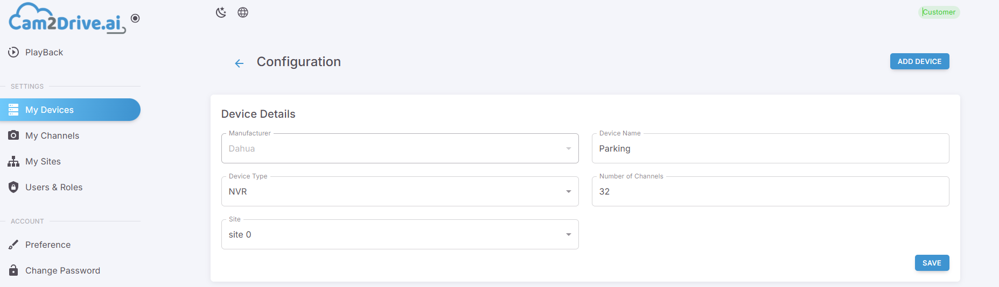 Cam2Drive.ai
Customer
PlayBack
Configuration
ADD DEVICE
SETTINGS
My Devices
My Channels
My Sites
Users & Roles
ACCOUNT
Preference
Change Password
Device Details
Manufacturer
Dahua
Device Name
Parking
Device Type
NVR
Number of Channels
32
Site
site 0
SAVE